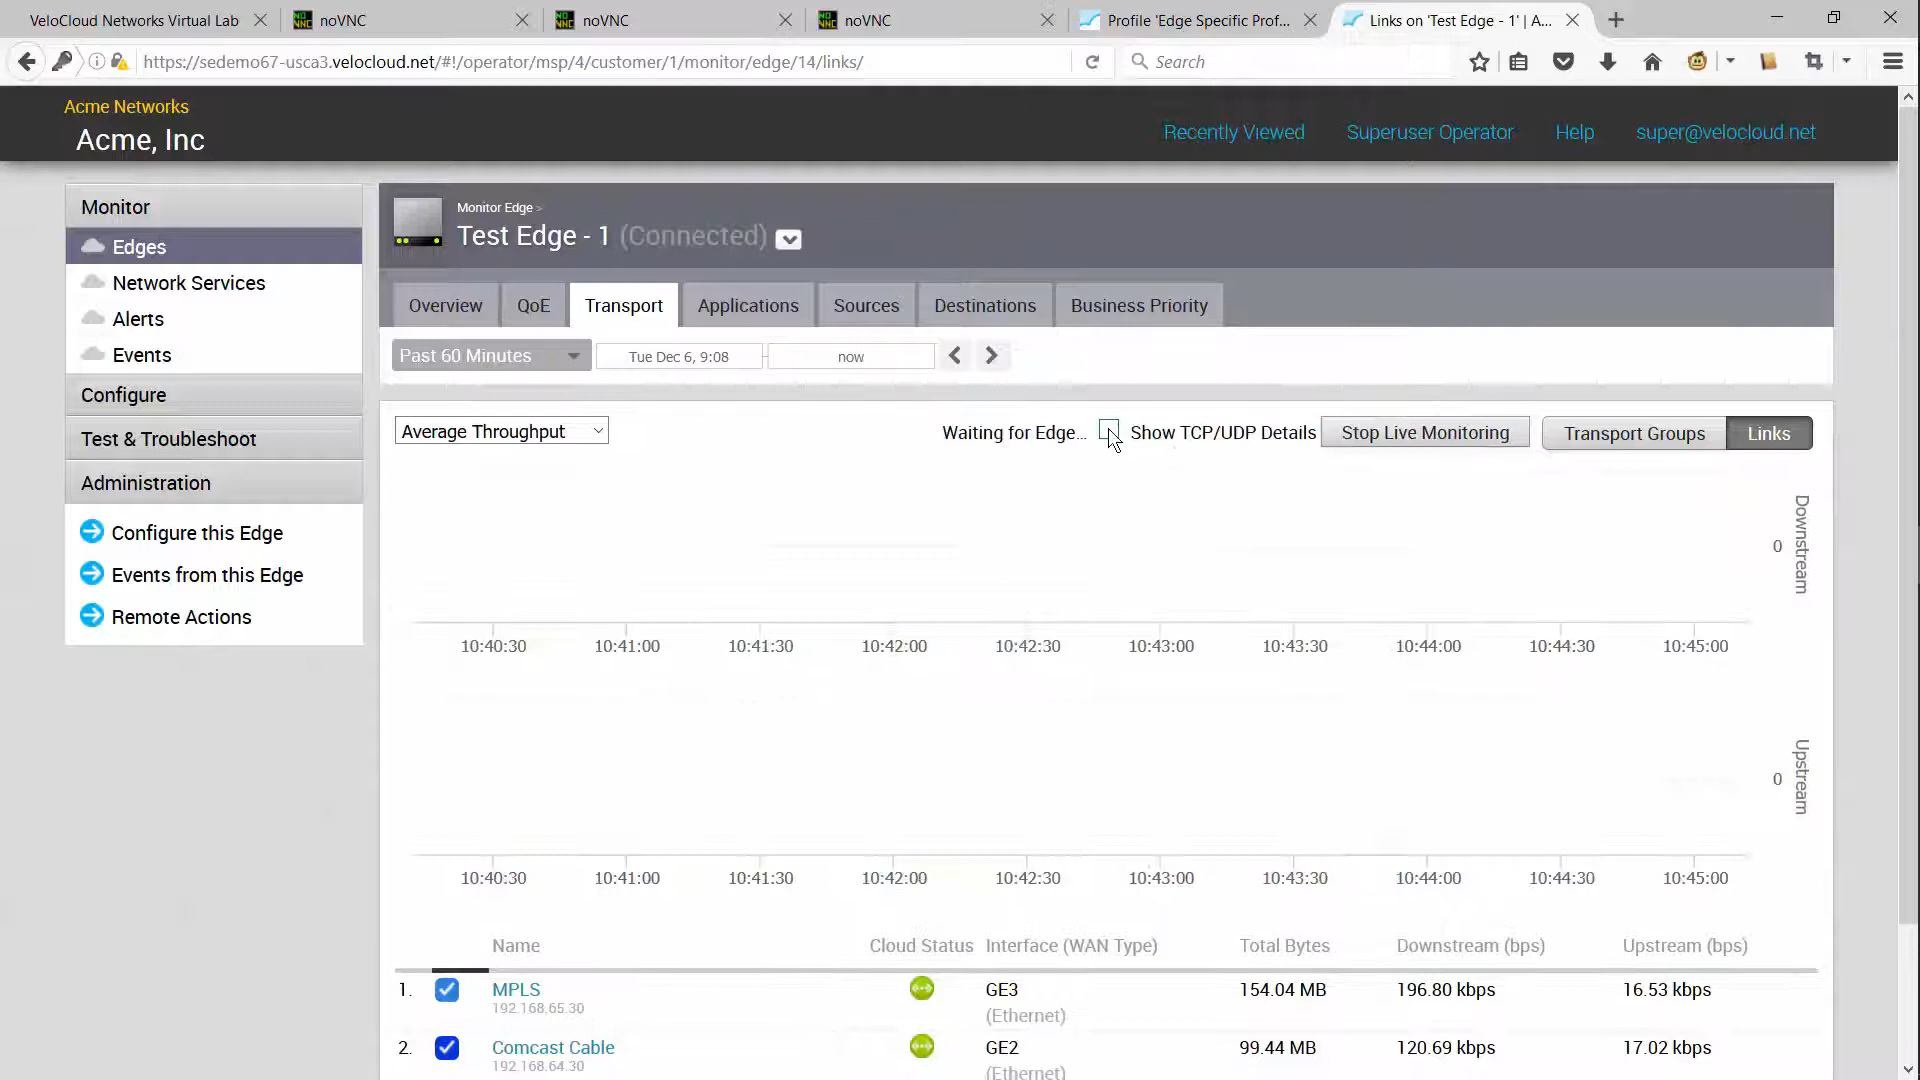 VeloCloud Networks Virtual Lab
noVNC
noVNC
noVNC
Profile 'Edge Specific Prof...
Links on 'Test Edge - 1' | A...
https://sedemo67-usca3.velocloud.net/#!/operator/msp/4/customer/1/monitor/edge/14/links/
Search
Acme Networks
Acme, Inc
Recently Viewed
Superuser Operator
Help
super@velocloud.net
Monitor
Edges
Network Services
Alerts
Events
Configure
Test & Troubleshoot
Administration
Configure this Edge
Events from this Edge
Remote Actions
Monitor Edge >
Test Edge - 1 (Connected)
Overview
QoE
Transport
Applications
Sources
Destinations
Business Priority
Past 60 Minutes
Tue Dec 6, 9:08
now
Average Throughput
Waiting for Edge...
Show TCP/UDP Details
Stop Live Monitoring
Transport Groups
Links
0
Downstream
10:40:30 10:41:00 10:41:30 10:42:00 10:42:30 10:43:00 10:43:30 10:44:00 10:44:30 10:45:00
0
Upstream
10:40:30 10:41:00 10:41:30 10:42:00 10:42:30 10:43:00 10:43:30 10:44:00 10:44:30 10:45:00
Name Cloud Status Interface (WAN Type) Total Bytes Downstream (bps) Upstream (bps)
1. MPLS GE3 154.04 MB 196.80 kbps 16.53 kbps
192.168.65.30 (Ethernet)
2. Comcast Cable GE2 99.44 MB 120.69 kbps 17.02 kbps
192.168.64.30 (Ethernet)